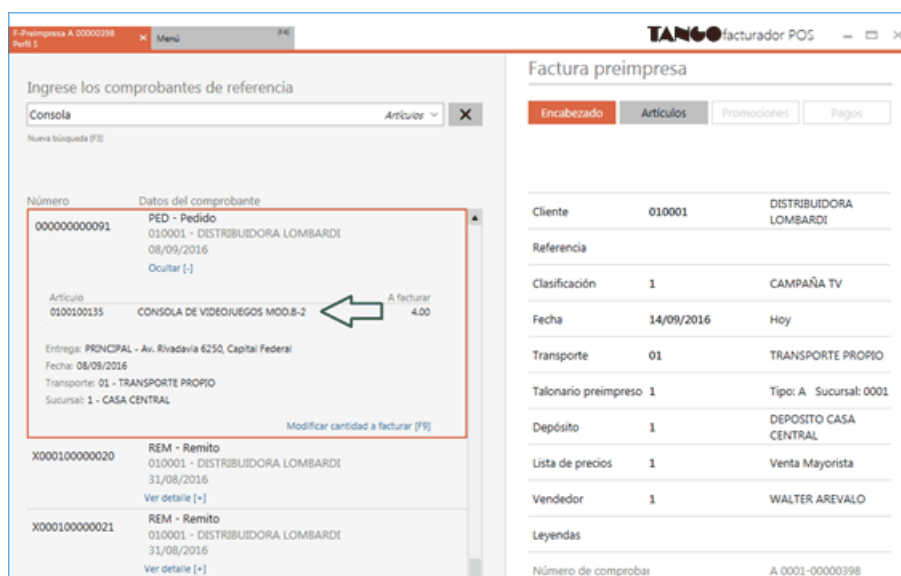 F-Preimpresa A 00000398
Perfil S
Menú
[F4]
TANGOfacturador POS
Ingrese los comprobantes de referencia
Consola
Artículos
Nueva búsqueda [F3]
Número
Datos del comprobante
000000000091
PED - Pedido
010001 - DISTRIBUIDORA LOMBARDI
08/09/2016
Ocultar [-]
Artículo
A facturar
0100100135
CONSOLA DE VIDEOJUEGOS MOD.B-2
4.00
Entrega: PRINCIPAL - Av. Rivadavia 6250, Capital Federal
Fecha: 08/09/2016
Transporte: 01 - TRANSPORTE PROPIO
Sucursal: 1 - CASA CENTRAL
Modificar cantidad a facturar [F9]
X000100000020
REM - Remito
010001 - DISTRIBUIDORA LOMBARDI
31/08/2016
Ver detalle [+]
X000100000021
REM - Remito
010001 - DISTRIBUIDORA LOMBARDI
31/08/2016
Ver detalle [+]
Factura preimpresa
Encabezado
Artículos
Promociones
Pagos
Cliente
010001
DISTRIBUIDORA
LOMBARDI
Referencia
Clasificación
1
CAMPAÑA TV
Fecha
14/09/2016
Hoy
Transporte
01
TRANSPORTE PROPIO
Talonario preimpreso
1
Tipo: A Sucursal: 0001
Depósito
1
DEPOSITO CASA
CENTRAL
Lista de precios
1
Venta Mayorista
Vendedor
1
WALTER AREVALO
Leyendas
Número de comprobai
A 0001-00000398